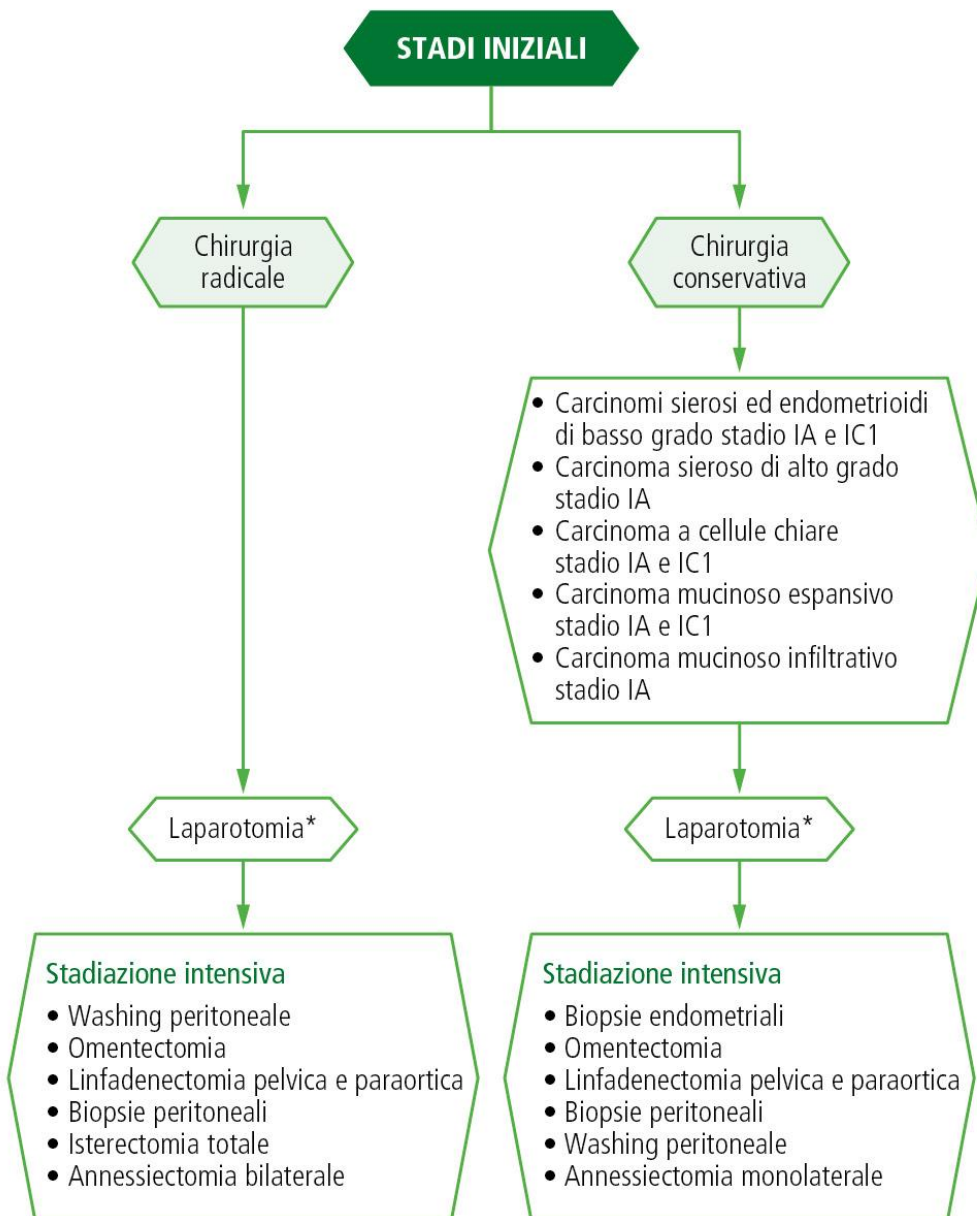 STADI INIZIALI
Chirurgia
radicale
Chirurgia
conservativa
• Carcinomi sierosi ed endometrioidi
di basso grado stadio IA e IC1
• Carcinoma sieroso di alto grado
stadio IA
• Carcinoma a cellule chiare
stadio IA e IC1
• Carcinoma mucinoso espansivo
stadio IA e IC1
• Carcinoma mucinoso infiltrativo
stadio IA
Laparotomia*
Laparotomia*
Stadiazione intensiva
• Washing peritoneale
• Omentectomia
• Linfadenectomia pelvica e paraortica
• Biopsie peritoneali
• Isterectomia totale
• Annessiectomia bilaterale
Stadiazione intensiva
• Biopsie endometriali
• Omentectomia
• Linfadenectomia pelvica e paraortica
• Biopsie peritoneali
• Washing peritoneale
• Annessiectomia monolaterale